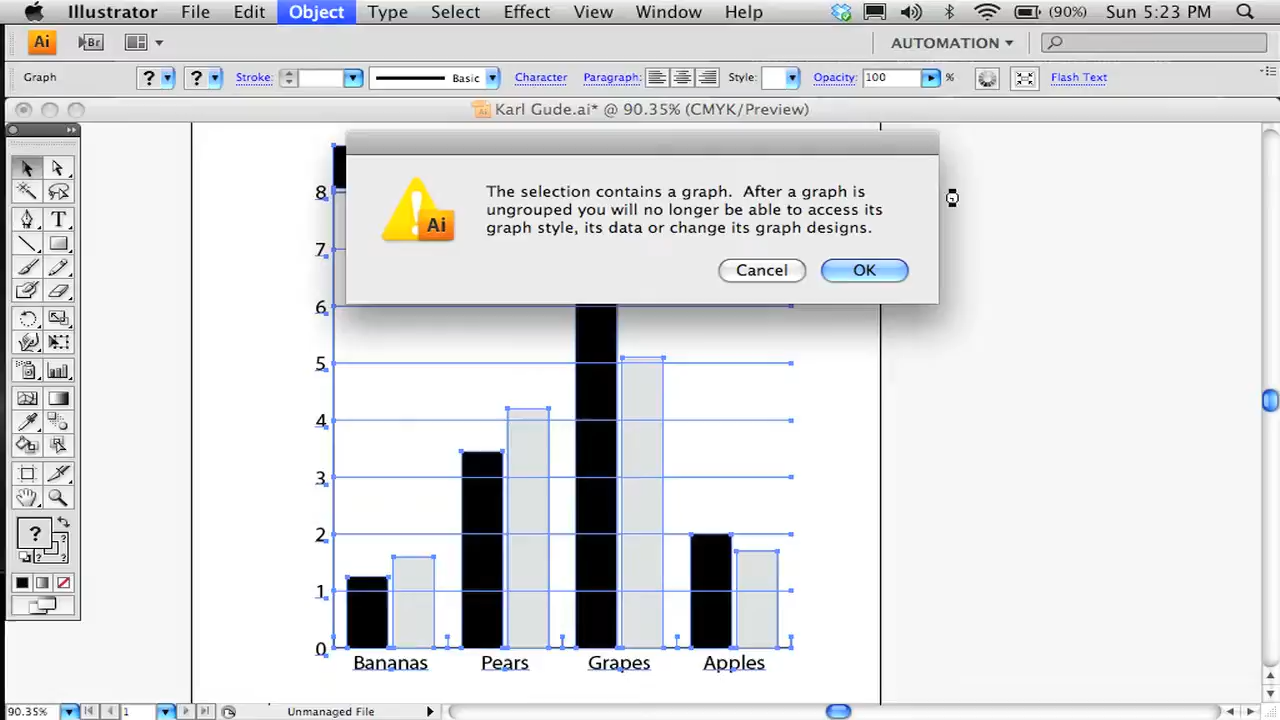 Illustrator File Edit Object Type Select Effect View Window Help (90%) Sun 5:23 PM
Ai Br AUTOMATION
Graph ? ? Stroke: Basic Character Paragraph: Style: Opacity: 100 % Flash Text
Karl Gude.ai* @ 90.35% (CMYK/Preview)
The selection contains a graph. After a graph is
ungrouped you will no longer be able to access its
graph style, its data or change its graph designs.
Ai
Cancel OK
8
7
6
5
4
3
2
1
0
Bananas Pears Grapes Apples
T
?
?
?
?
90.35% 1 Unmanaged File